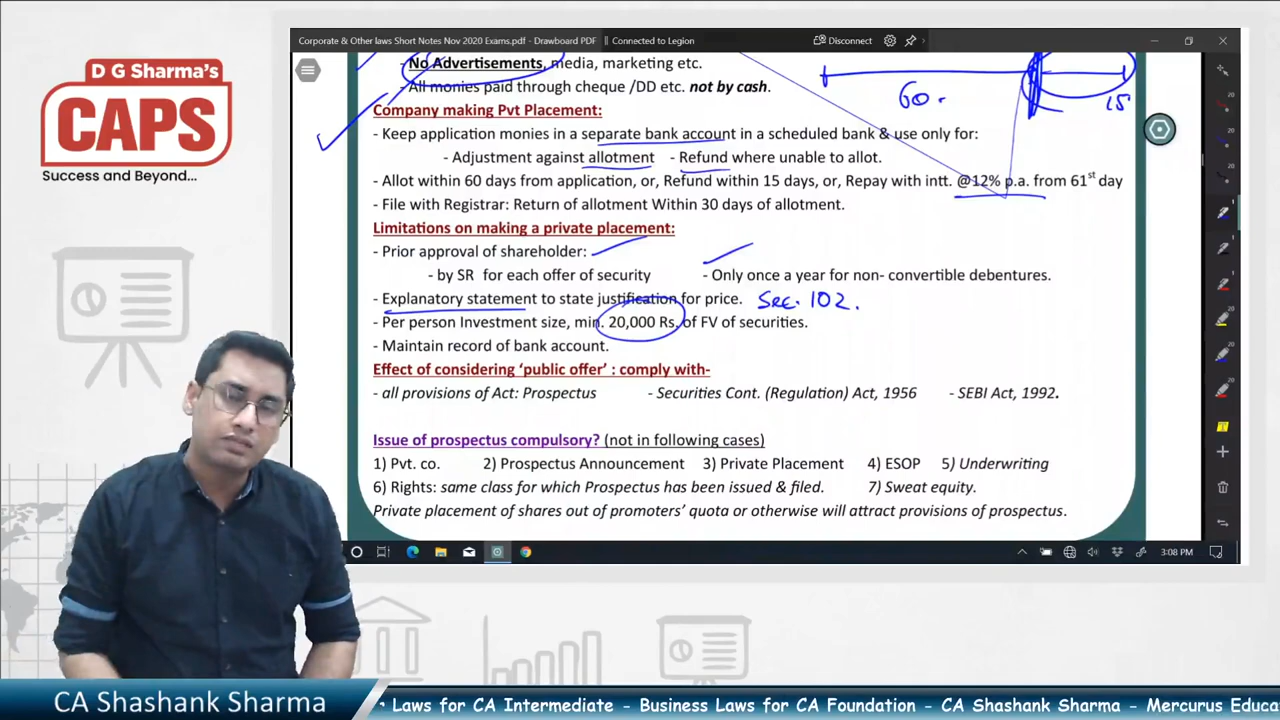 D G Sharma's
CAPS
Success and Beyond...
Corporate & Other laws Short Notes Nov 2020 Exams.pdf - Drawboard PDF
Connected to Legion
Disconnect
- No Advertisements, media, marketing etc.
- All monies paid through cheque /DD etc. not by cash.
60.
15
Company making Pvt Placement:
- Keep application monies in a separate bank account in a scheduled bank & use only for:
- Adjustment against allotment - Refund where unable to allot.
- Allot within 60 days from application, or, Refund within 15 days, or, Repay with intt. @12% p.a. from 61st day
- File with Registrar: Return of allotment Within 30 days of allotment.
Limitations on making a private placement:
- Prior approval of shareholder:
- by SR for each offer of security - Only once a year for non- convertible debentures.
- Explanatory statement to state justification for price. Sec. 102.
- Per person Investment size, min. 20,000 Rs. of FV of securities.
- Maintain record of bank account.
Effect of considering 'public offer' : comply with-
- all provisions of Act: Prospectus - Securities Cont. (Regulation) Act, 1956 - SEBI Act, 1992.
Issue of prospectus compulsory? (not in following cases)
1) Pvt. co. 2) Prospectus Announcement 3) Private Placement 4) ESOP 5) Underwriting
6) Rights: same class for which Prospectus has been issued & filed. 7) Sweat equity.
Private placement of shares out of promoters' quota or otherwise will attract provisions of prospectus.
3:08 PM
CA Shashank Sharma
Laws for CA Intermediate - Business Laws for CA Foundation - CA Shashank Sharma - Mercurus Educa